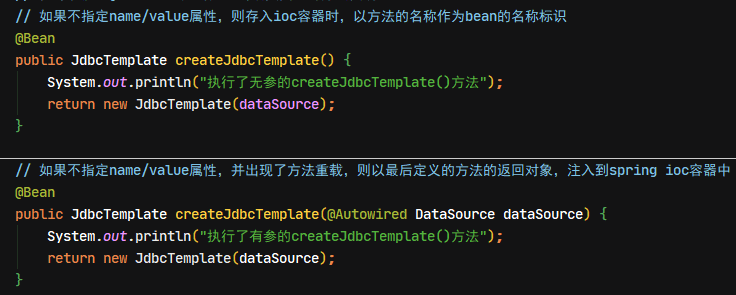 // 如果不指定name/value属性，则存入ioc容器时，以方法的名称作为bean的名称标识
@Bean
public JdbcTemplate createJdbcTemplate() {
System.out.println("执行了无参的createJdbcTemplate()方法");
return new JdbcTemplate(dataSource);
}
// 如果不指定name/value属性，并出现了方法重载，则以最后定义的方法的返回对象，注入到spring ioc容器中
@Bean
public JdbcTemplate createJdbcTemplate(@Autowired DataSource dataSource) {
System.out.println("执行了有参的createJdbcTemplate()方法");
return new JdbcTemplate(dataSource);
}